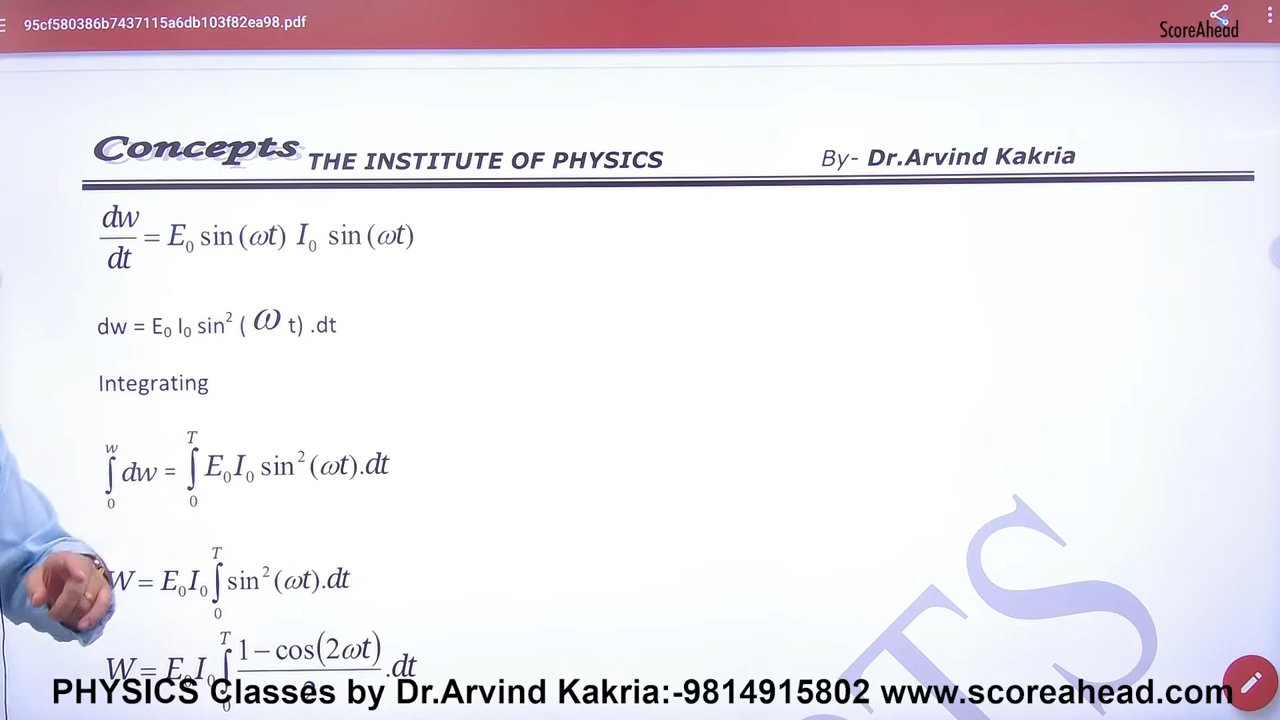 95cf580386b7437115a6db103f82ea98.pdf
ScoreAhead
Concepts THE INSTITUTE OF PHYSICS By- Dr.Arvind Kakria
dw/dt = E₀ sin (ωt) I₀ sin (ωt)
dw = E₀ I₀ sin² ( ω t) .dt
Integrating
∫₀ʷ dw = ∫₀ᵀ E₀I₀ sin² (ωt).dt
W = E₀I₀ ∫₀ᵀ sin² (ωt).dt
W = E₀I₀ ∫₀ᵀ (1 − cos(2ωt))/2 .dt
PTS
PHYSICS Classes by Dr.Arvind Kakria:-9814915802 www.scoreahead.com